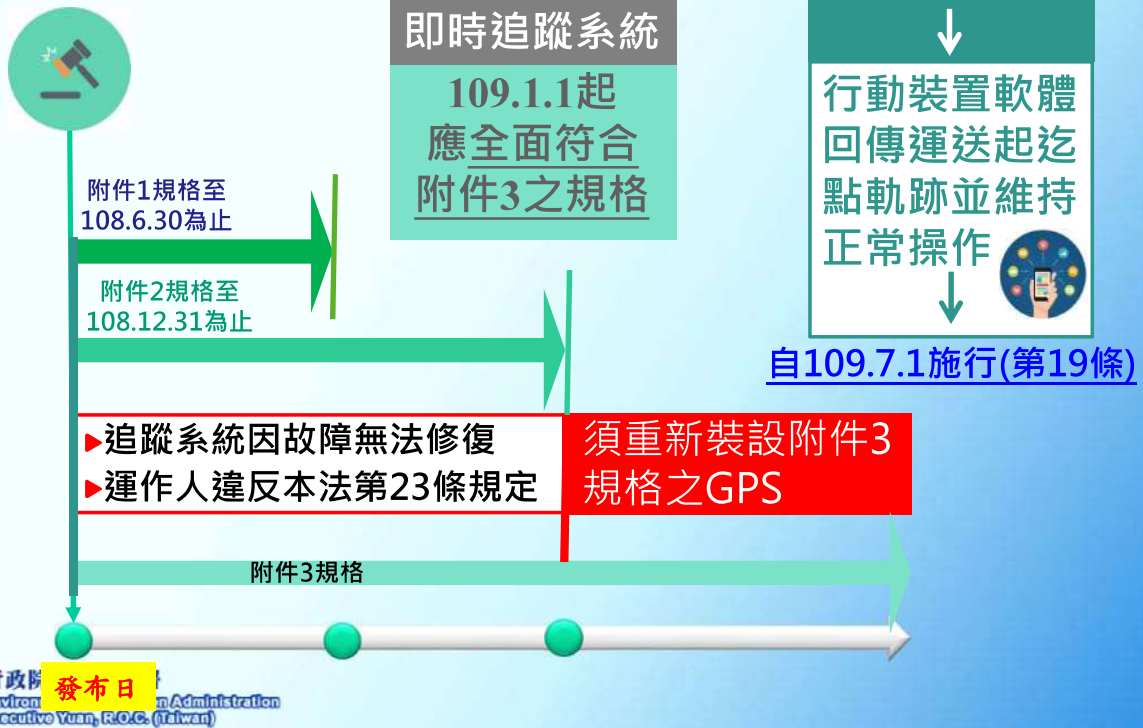 即時追蹤系統
109.1.1起
應全面符合
附件3之規格
行動裝置軟體
回傳運送起迄
點軌跡並維持
正常操作
自109.7.1施行(第19條)
附件1規格至
108.6.30為止
附件2規格至
108.12.31為止
追蹤系統因故障無法修復
運作人違反本法第23條規定
須重新裝設附件3
規格之GPS
附件3規格
發布日
Administration
Yuan, R.O.C. (Taiwan)